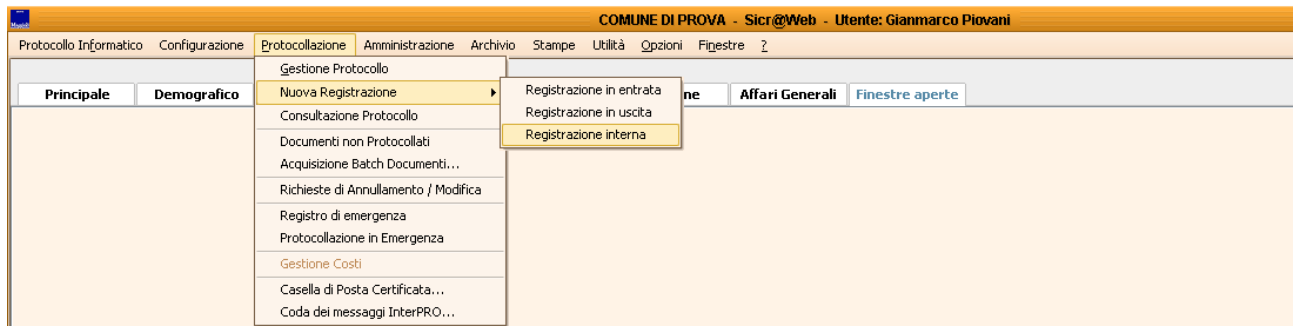 COMUNE DI PROVA - Sicr@Web - Utente: Gianmarco Piovani
Protocollo Informatico Configurazione Protocollazione Amministrazione Archivio Stampe Utilità Opzioni Finestre ?
Gestione Protocollo
Principale Demografico ne Affari Generali Finestre aperte
Nuova Registrazione
Registrazione in entrata
Registrazione in uscita
Registrazione interna
Consultazione Protocollo
Documenti non Protocollati
Acquisizione Batch Documenti...
Richieste di Annullamento / Modifica
Registro di emergenza
Protocollazione in Emergenza
Gestione Costi
Casella di Posta Certificata...
Coda dei messaggi InterPRO...